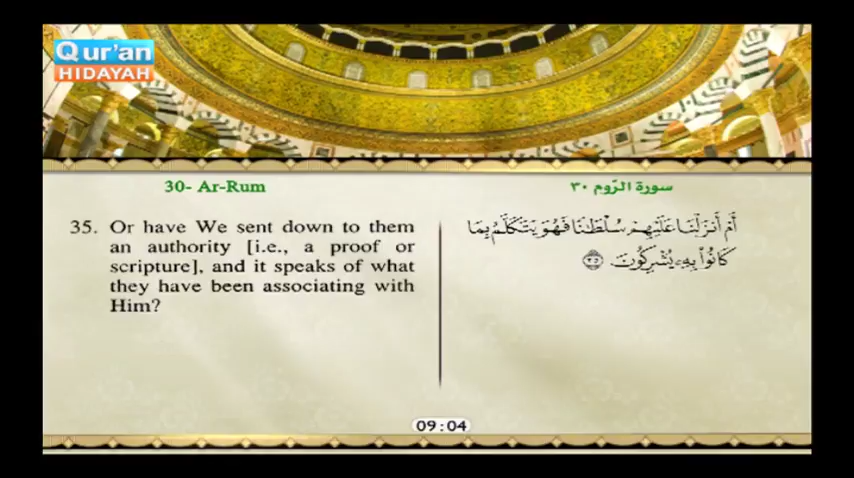 Qur'an
HIDAYAH
30- Ar-Rum
سورة الرّوم ٣٠
35. Or have We sent down to them
an authority [i.e., a proof or
scripture], and it speaks of what
they have been associating with
Him?
أَمْ أَنزَلْنَا عَلَيْهِمْ سُلْطَٰنًا فَهُوَ يَتَكَلَّمُ بِمَا
كَانُوا۟ بِهِۦ يُشْرِكُونَ ٣٥
09:04